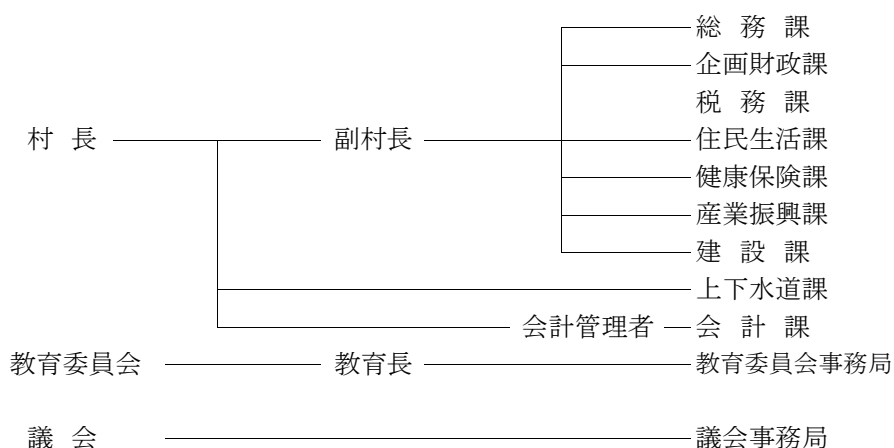 総 務 課
企画財政課
税 務 課
村 長 副村長 住民生活課
健康保険課
産業振興課
建 設 課
上下水道課
会計管理者 会 計 課
教育委員会 教育長 教育委員会事務局
議 会 議会事務局